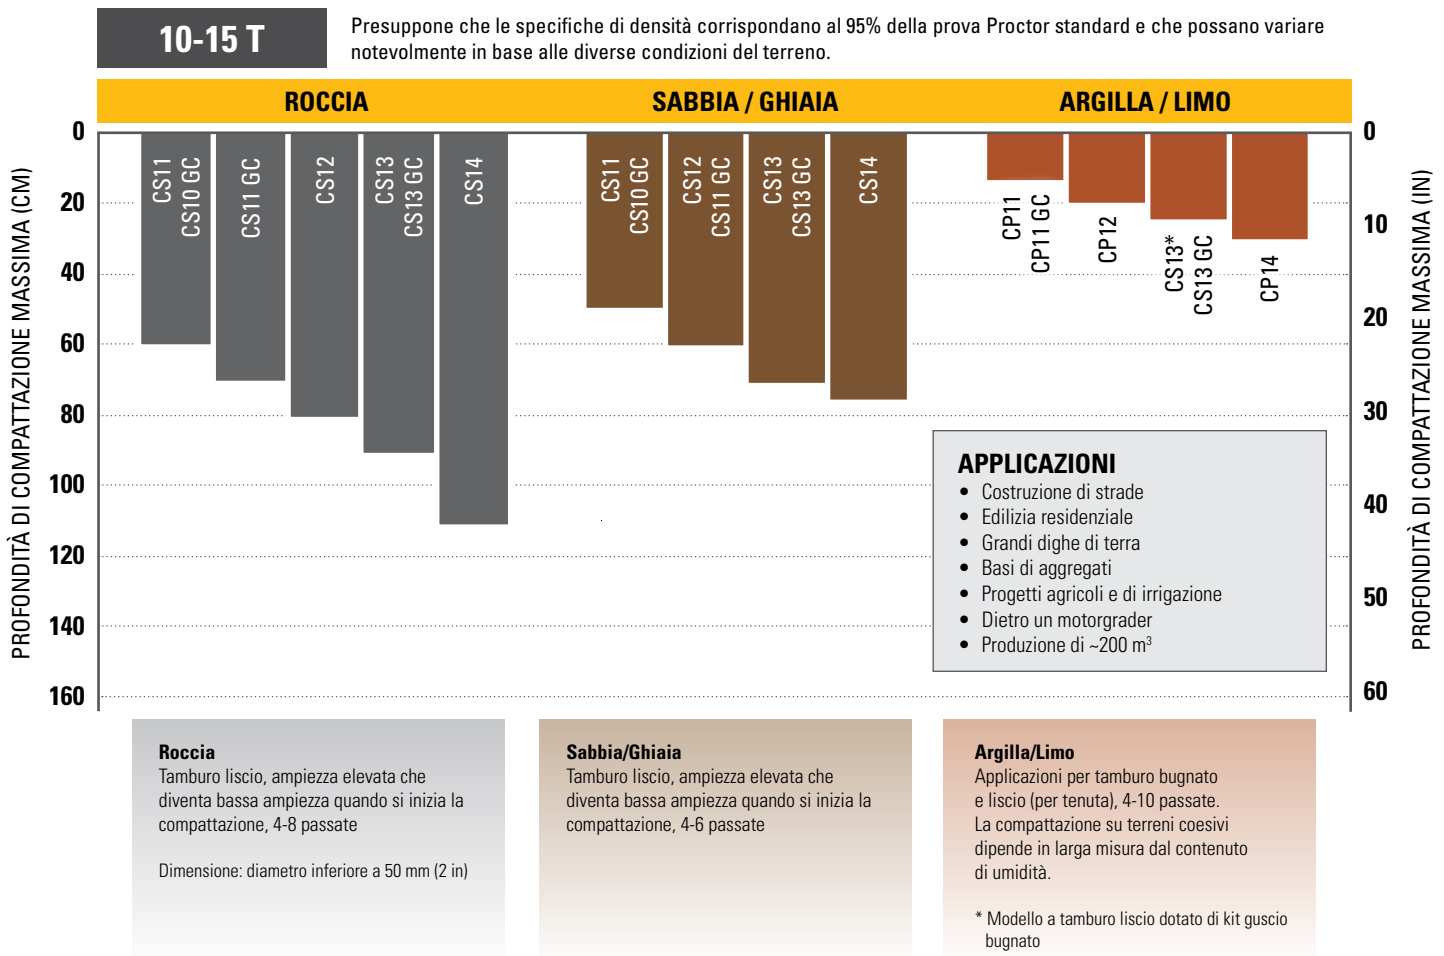 10-15 T
Presuppone che le specifiche di densità corrispondano al 95% della prova Proctor standard e che possano variare
notevolmente in base alle diverse condizioni del terreno.
ROCCIA
SABBIA / GHIAIA
ARGILLA / LIMO
PROFONDITÀ DI COMPATTAZIONE MASSIMA (CM)
0
20
40
60
80
100
120
140
160
CS11
CS10 GC
CS11 GC
CS12
CS13
CS13 GC
CS14
CS11
CS10 GC
CS12
CS11 GC
CS13
CS13 GC
CS14
CP11
CP11 GC
CP12
CS13*
CS13 GC
CP14
0
10
20
30
40
50
60
PROFONDITÀ DI COMPATTAZIONE MASSIMA (IN)
APPLICAZIONI
• Costruzione di strade
• Edilizia residenziale
• Grandi dighe di terra
• Basi di aggregati
• Progetti agricoli e di irrigazione
• Dietro un motorgrader
• Produzione di ~200 m³
Roccia
Tamburo liscio, ampiezza elevata che
diventa bassa ampiezza quando si inizia la
compattazione, 4-8 passate
Dimensione: diametro inferiore a 50 mm (2 in)
Sabbia/Ghiaia
Tamburo liscio, ampiezza elevata che
diventa bassa ampiezza quando si inizia la
compattazione, 4-6 passate
Argilla/Limo
Applicazioni per tamburo bugnato
e liscio (per tenuta), 4-10 passate.
La compattazione su terreni coesivi
dipende in larga misura dal contenuto
di umidità.
* Modello a tamburo liscio dotato di kit guscio
bugnato